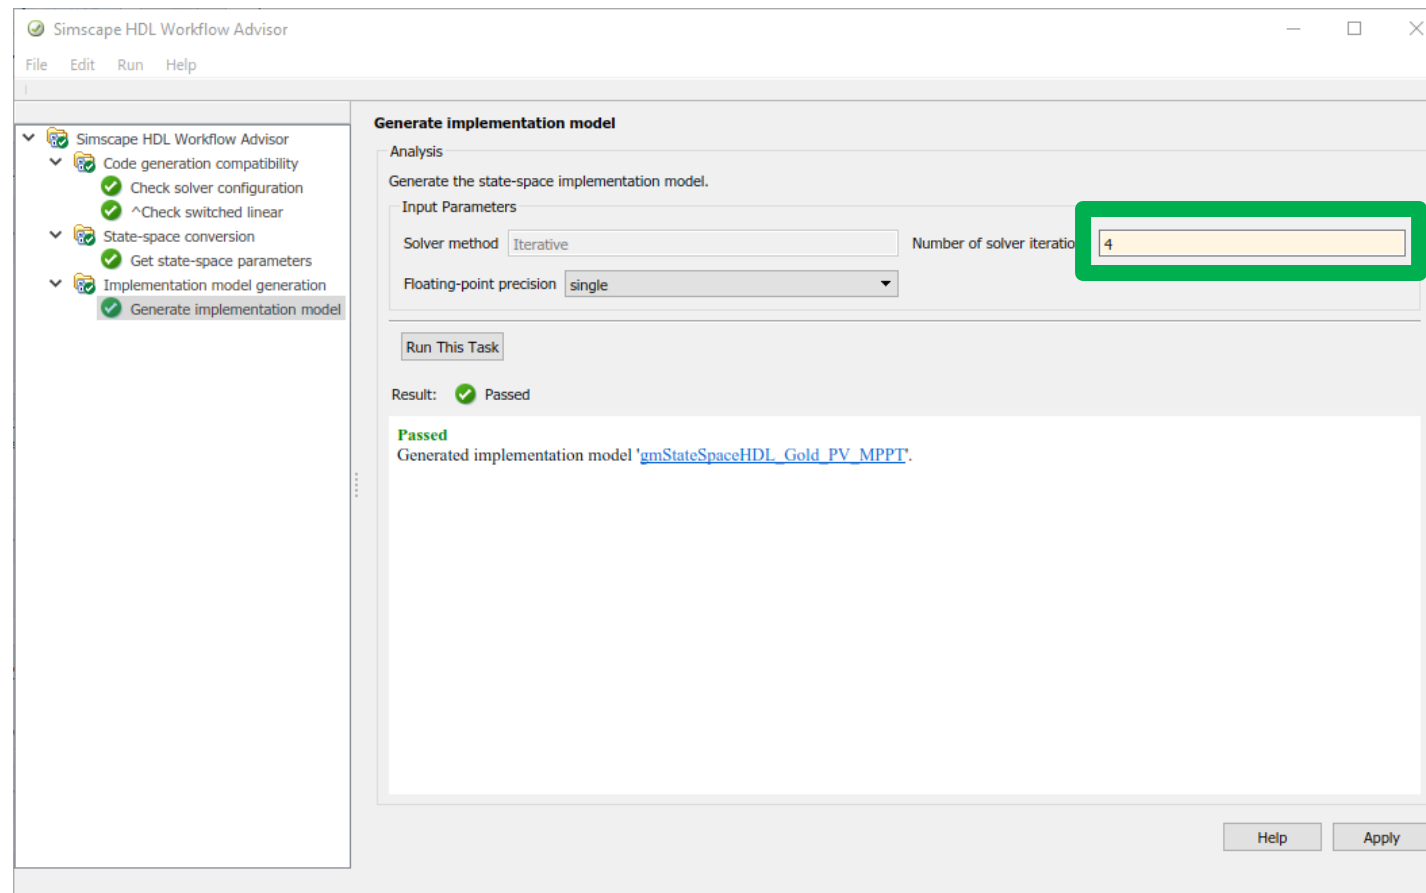 Simscape HDL Workflow Advisor
File Edit Run Help
Simscape HDL Workflow Advisor
Code generation compatibility
Check solver configuration
^Check switched linear
State-space conversion
Get state-space parameters
Implementation model generation
Generate implementation model
Generate implementation model
Analysis
Generate the state-space implementation model.
Input Parameters
Solver method Iterative Number of solver iteratio 4
Floating-point precision single
Run This Task
Result: Passed
Passed
Generated implementation model 'gmStateSpaceHDL_Gold_PV_MPPT'.
Help Apply